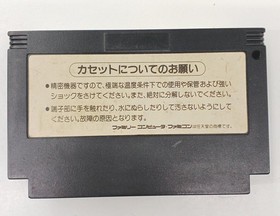 カセットについてのお願い
●精密機器ですので、極端な温度条件下での使用や保管および強い
ショックをさけてください。また、絶対に分解しないでください。
●端子部に手を触れたり、水にぬらしたりして汚さないようにして
ください。故障の原因となります。
ファミリーコンピュータ・ファミコンは任天堂の商標です。